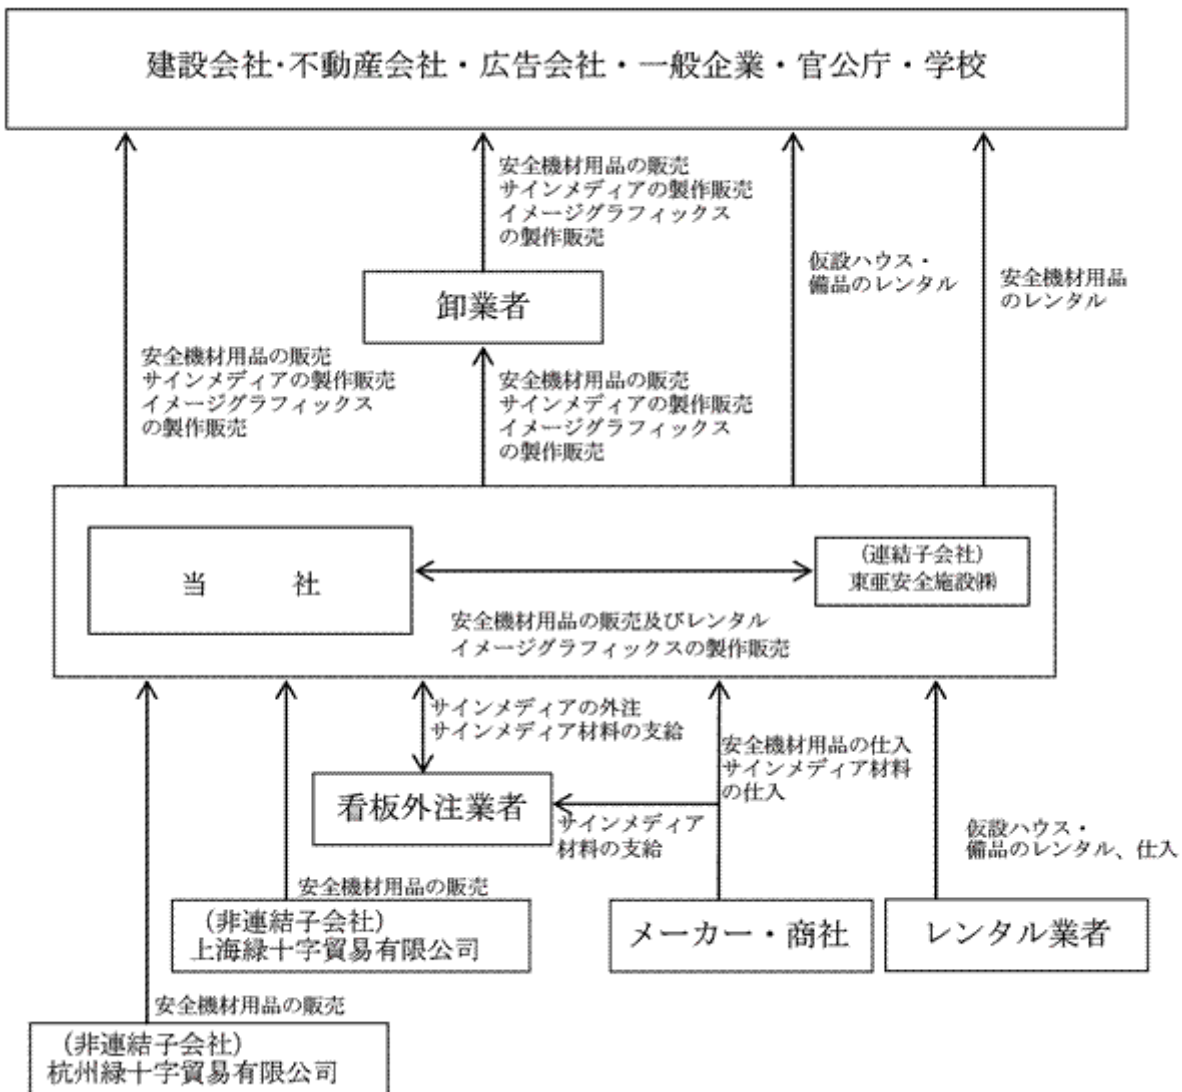 建設会社・不動産会社・広告会社・一般企業・官公庁・学校
安全機材用品の販売
サインメディアの製作販売
イメージグラフィックス
の製作販売
仮設ハウス・
備品のレンタル
安全機材用品
のレンタル
卸業者
安全機材用品の販売
サインメディアの製作販売
イメージグラフィックス
の製作販売
安全機材用品の販売
サインメディアの製作販売
イメージグラフィックス
の製作販売
当　　社
(連結子会社)
東亜安全施設㈱
安全機材用品の販売及びレンタル
イメージグラフィックスの製作販売
サインメディアの外注
サインメディア材料の支給
安全機材用品の仕入
サインメディア材料
の仕入
看板外注業者
サインメディア
材料の支給
仮設ハウス・
備品のレンタル、仕入
安全機材用品の販売
(非連結子会社)
上海緑十字貿易有限公司
メーカー・商社
レンタル業者
安全機材用品の販売
(非連結子会社)
杭州緑十字貿易有限公司